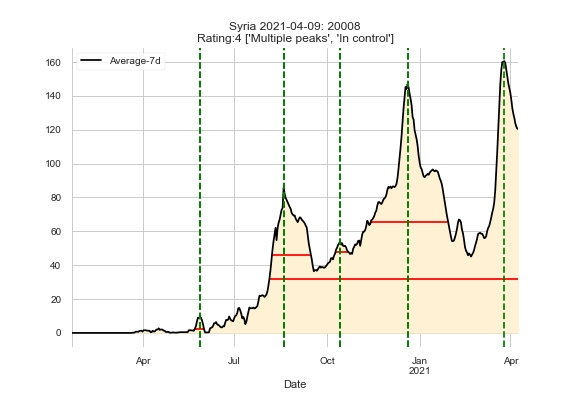 Syria 2021-04-09: 20008
Rating:4 ['Multiple peaks', 'In control']
Average-7d
160
140
120
100
80
60
40
20
0
Apr
Jul
Oct
Jan
2021
Apr
Date